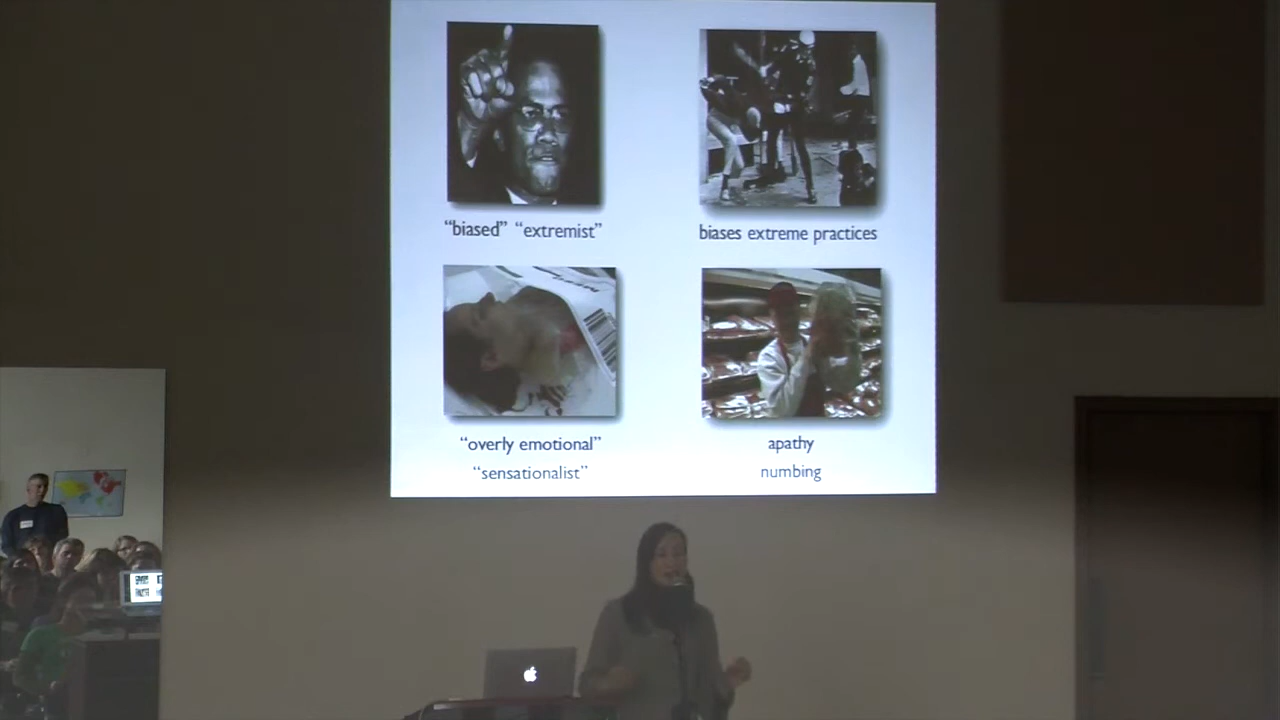 “biased” “extremist”
biases extreme practices
“overly emotional”
“sensationalist”
apathy
numbing